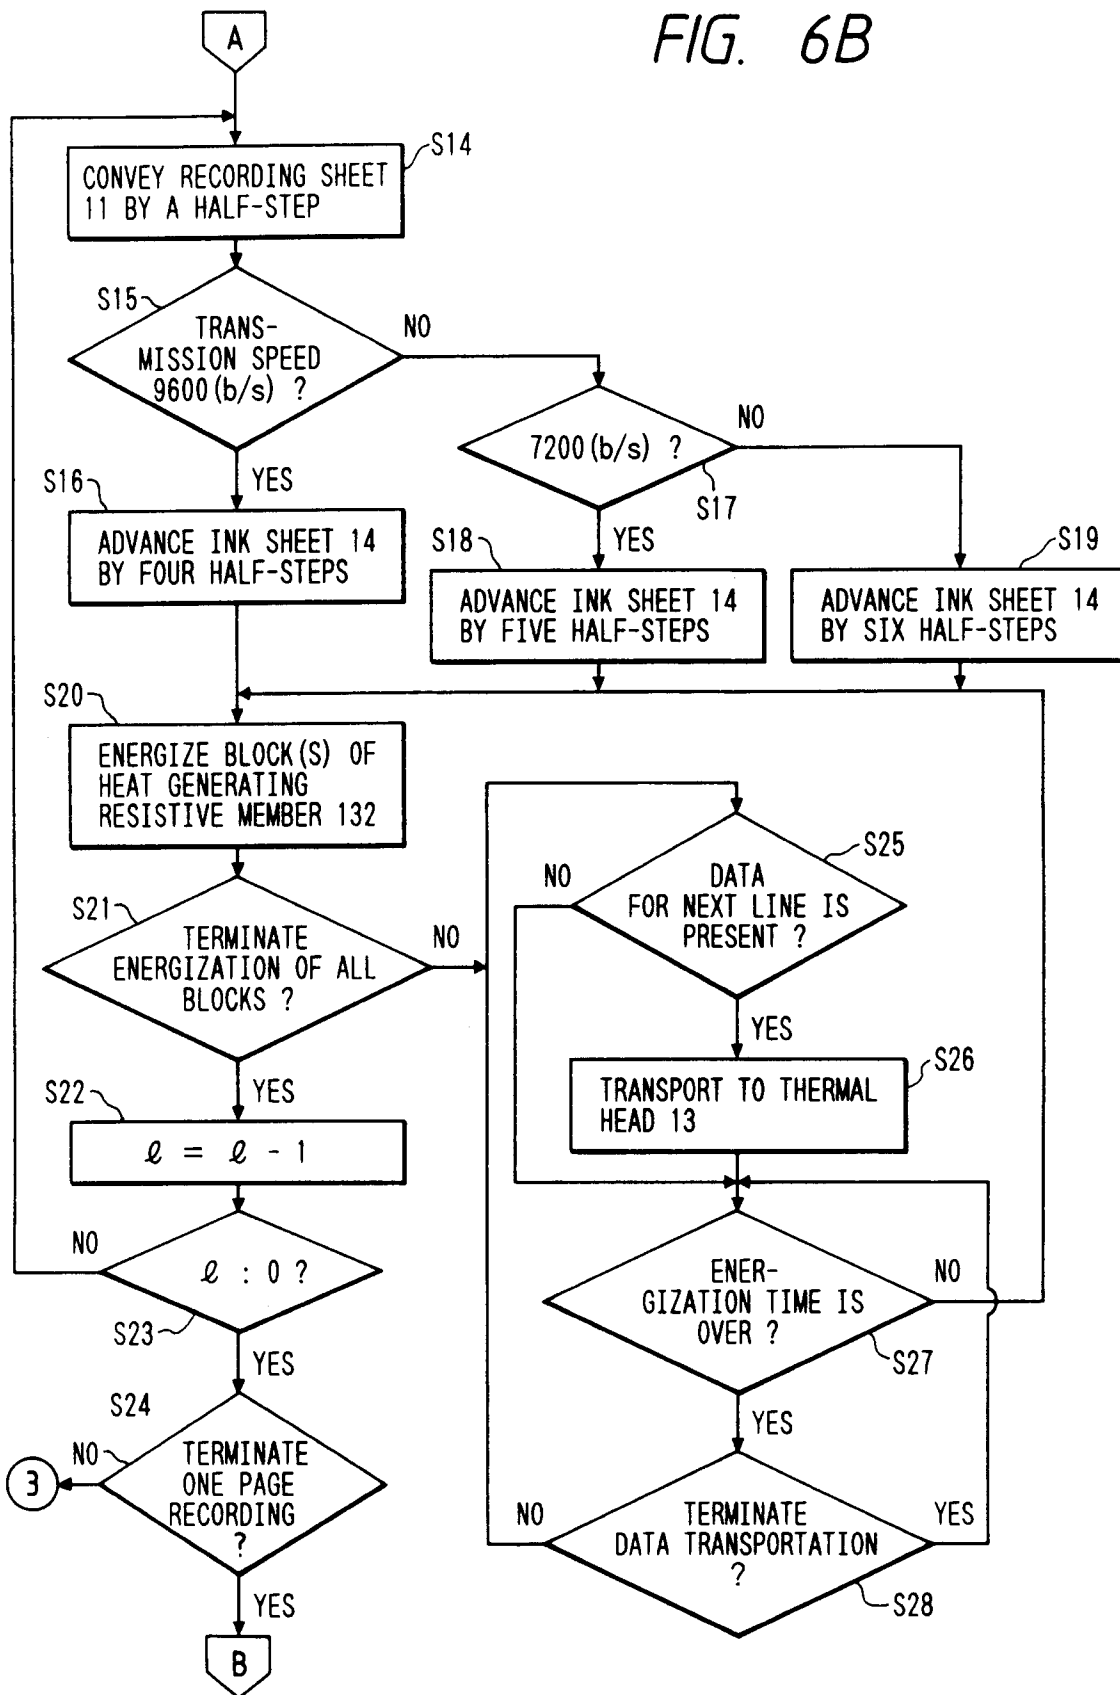 FIG. 6B
A
S14
CONVEY RECORDING SHEET
11 BY A HALF-STEP
S15
TRANS-
MISSION SPEED
9600(b/s) ?
NO
YES
7200(b/s) ?
NO
S17
YES
S16
ADVANCE INK SHEET 14
BY FOUR HALF-STEPS
S18
ADVANCE INK SHEET 14
BY FIVE HALF-STEPS
S19
ADVANCE INK SHEET 14
BY SIX HALF-STEPS
S20
ENERGIZE BLOCK(S) OF
HEAT GENERATING
RESISTIVE MEMBER 132
S21
TERMINATE
ENERGIZATION OF ALL
BLOCKS ?
NO
YES
S22
ℓ = ℓ - 1
NO
ℓ : 0 ?
S23
YES
S24
NO
3
TERMINATE
ONE PAGE
RECORDING
?
YES
B
S25
NO
DATA
FOR NEXT LINE IS
PRESENT ?
YES
S26
TRANSPORT TO THERMAL
HEAD 13
ENER-
GIZATION TIME IS
OVER ?
NO
S27
YES
NO
TERMINATE
DATA TRANSPORTATION
?
YES
S28